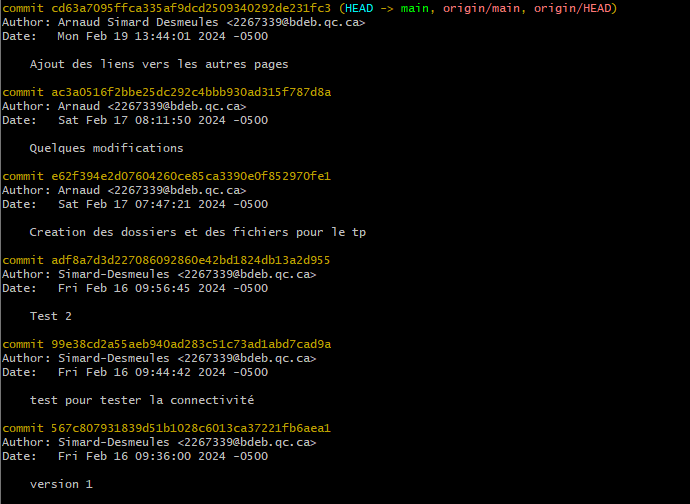 commit cd63a7095ffca335af9dcd2509340292de231fc3 (HEAD -> main, origin/main, origin/HEAD)
Author: Arnaud Simard Desmeules <2267339@bdeb.qc.ca>
Date:   Mon Feb 19 13:44:01 2024 -0500
    Ajout des liens vers les autres pages
commit ac3a0516f2bbe25dc292c4bbb930ad315f787d8a
Author: Arnaud <2267339@bdeb.qc.ca>
Date:   Sat Feb 17 08:11:50 2024 -0500
    Quelques modifications
commit e62f394e2d07604260ce85ca3390e0f852970fe1
Author: Arnaud <2267339@bdeb.qc.ca>
Date:   Sat Feb 17 07:47:21 2024 -0500
    Creation des dossiers et des fichiers pour le tp
commit adf8a7d3d227086092860e42bd1824db13a2d955
Author: Simard-Desmeules <2267339@bdeb.qc.ca>
Date:   Fri Feb 16 09:56:45 2024 -0500
    Test 2
commit 99e38cd2a55aeb940ad283c51c73ad1abd7cad9a
Author: Simard-Desmeules <2267339@bdeb.qc.ca>
Date:   Fri Feb 16 09:44:42 2024 -0500
    test pour tester la connectivité
commit 567c807931839d51b1028c6013ca37221fb6aea1
Author: Simard-Desmeules <2267339@bdeb.qc.ca>
Date:   Fri Feb 16 09:36:00 2024 -0500
    version 1